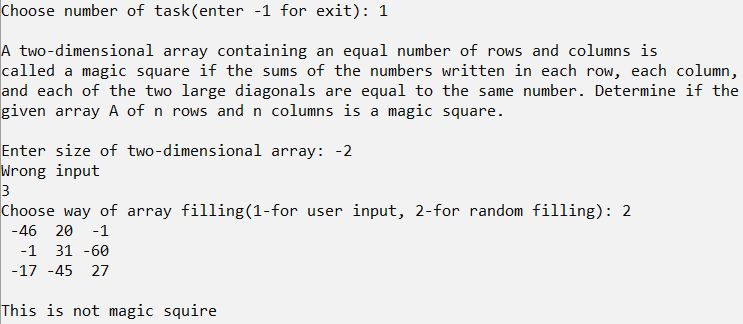 Choose number of task(enter -1 for exit): 1
A two-dimensional array containing an equal number of rows and columns is
called a magic square if the sums of the numbers written in each row, each column,
and each of the two large diagonals are equal to the same number. Determine if the
given array A of n rows and n columns is a magic square.
Enter size of two-dimensional array: -2
Wrong input
3
Choose way of array filling(1-for user input, 2-for random filling): 2
-46 20 -1
-1 31 -60
-17 -45 27
This is not magic squire